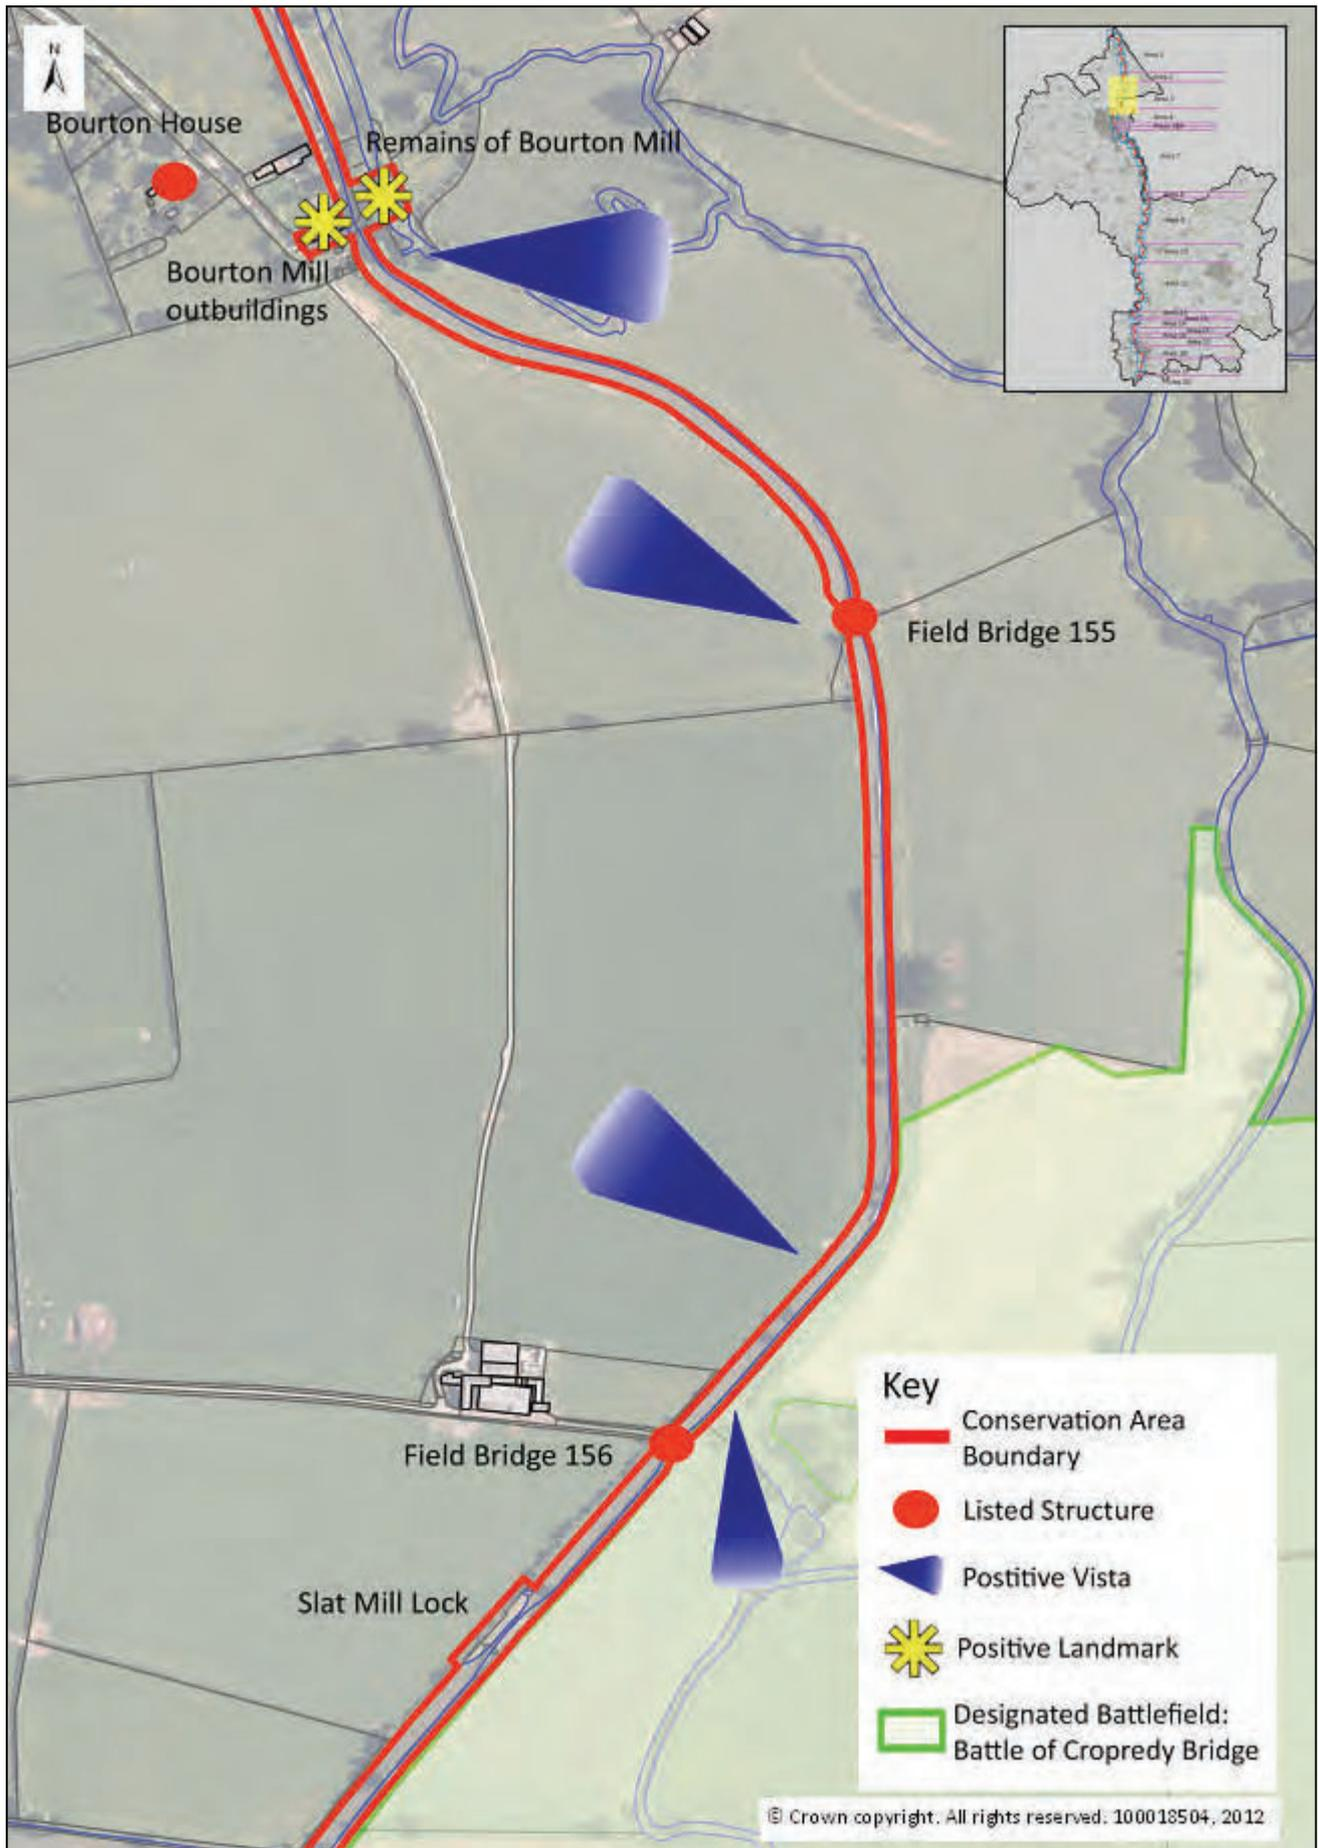 N
Bourton House
Remains of Bourton Mill
Bourton Mill
outbuildings
Field Bridge 155
Field Bridge 156
Slat Mill Lock
Key
Conservation Area
Boundary
Listed Structure
Postitive Vista
Positive Landmark
Designated Battlefield:
Battle of Cropredy Bridge
© Crown copyright. All rights reserved. 100018504, 2012